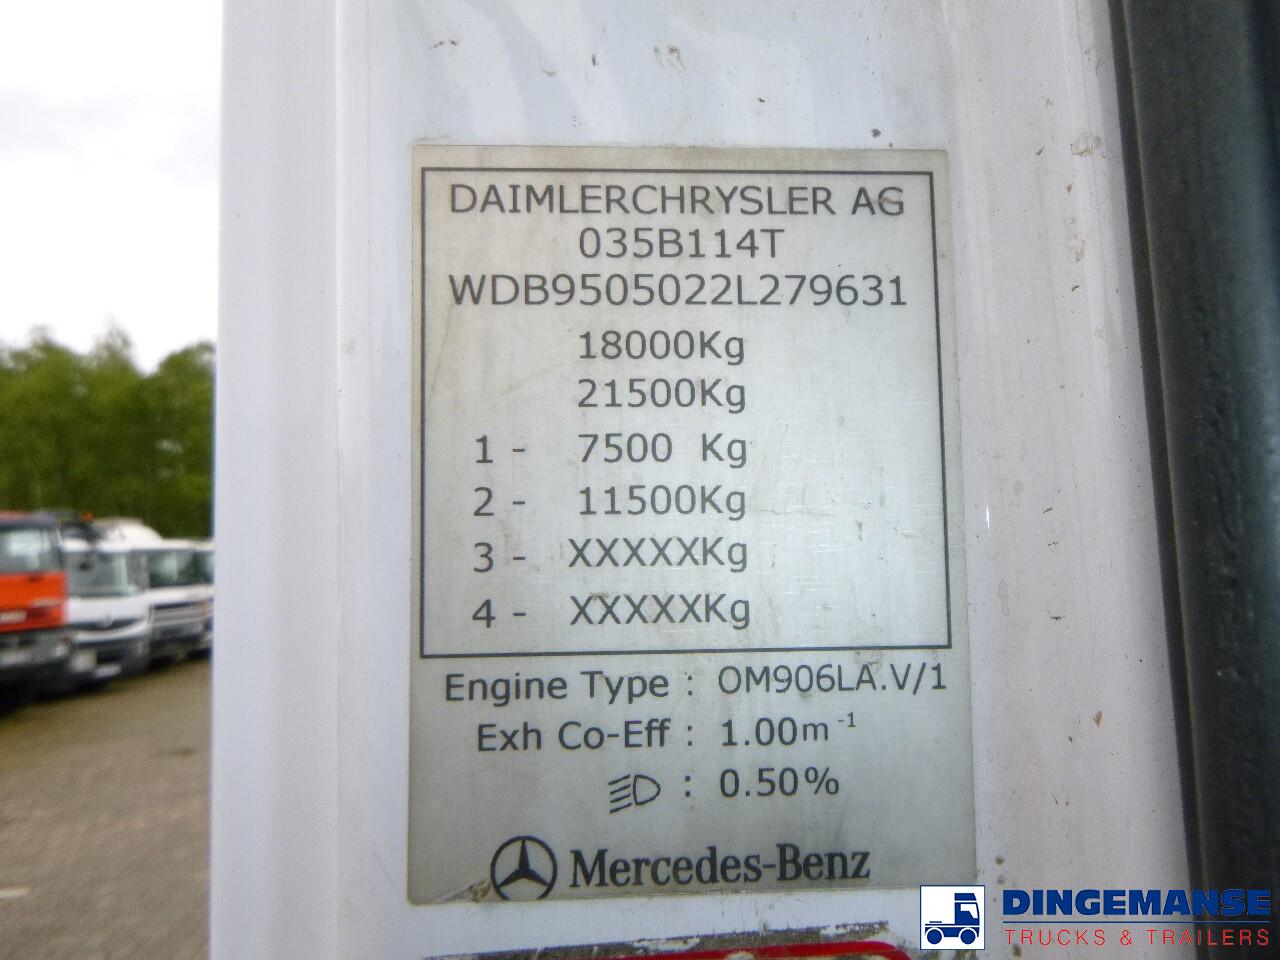 DAIMLERCHRYSLER AG
035B114T
WDB9505022L279631
18000Kg
21500Kg
1 - 7500 Kg
2 - 11500Kg
3 - XXXXXKg
4 - XXXXXKg
Engine Type : OM906LA.V/1
Exh Co-Eff : 1.00m⁻¹
: 0.50%
Mercedes-Benz
DINGEMANSE
TRUCKS & TRAILERS